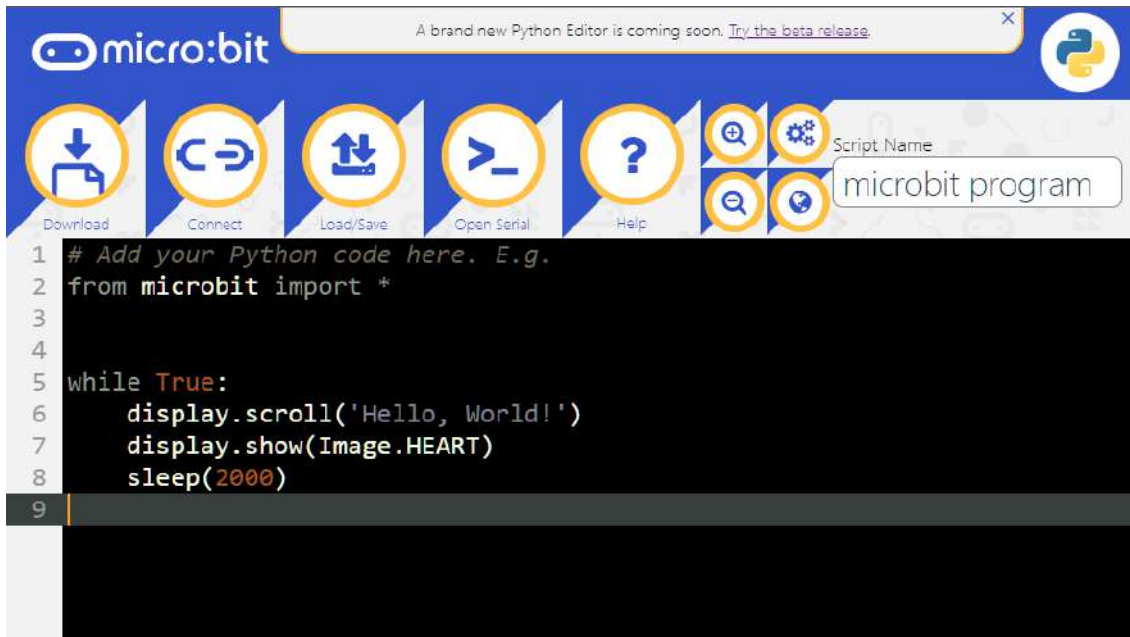 A brand new Python Editor is coming soon. Try the beta release.
micro:bit
Script Name
microbit program
Download
Connect
Load/Save
Open Serial
Help
1 # Add your Python code here. E.g.
2 from microbit import *
3
4
5 while True:
6     display.scroll('Hello, World!')
7     display.show(Image.HEART)
8     sleep(2000)
9